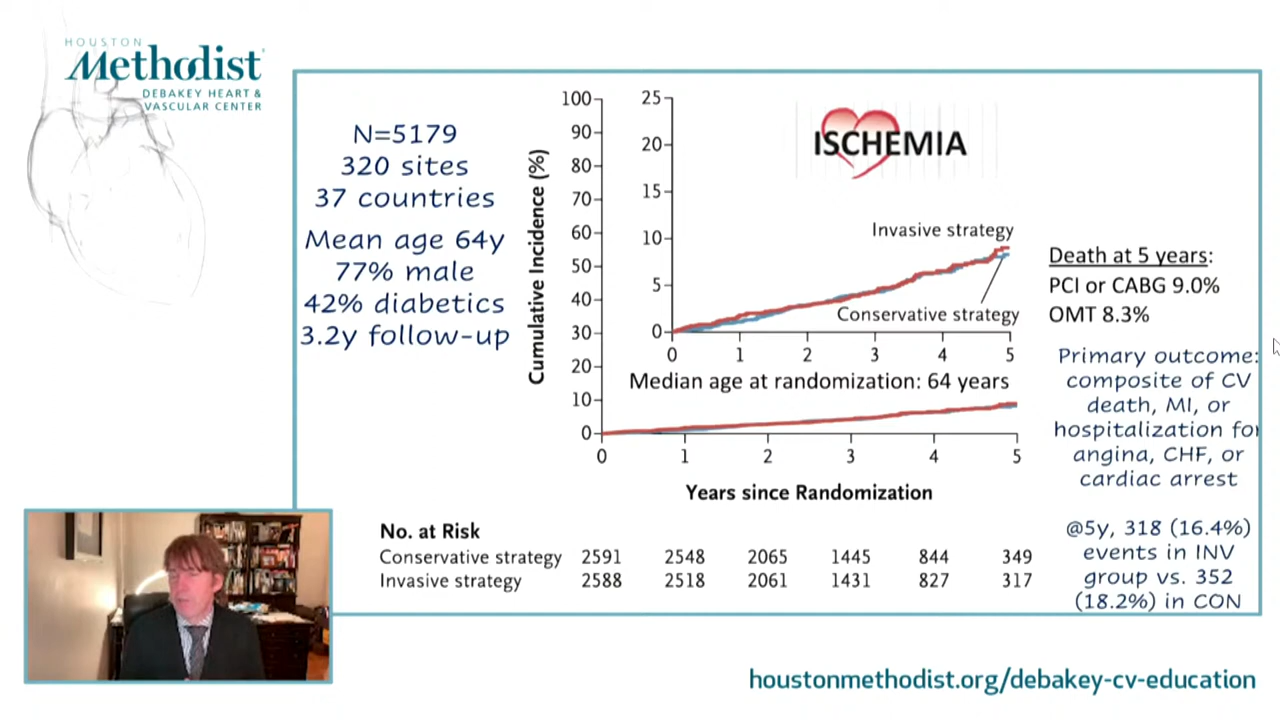 HOUSTON
Methodist
DEBAKEY HEART &
VASCULAR CENTER
N=5179
320 sites
37 countries
Mean age 64y
77% male
42% diabetics
3.2y follow-up
Cumulative Incidence (%)
100
90
80
70
60
50
40
30
20
10
0
25
20
15
10
5
0
ISCHEMIA
Invasive strategy
Conservative strategy
0 1 2 3 4 5
Median age at randomization: 64 years
0 1 2 3 4 5
Years since Randomization
No. at Risk
Conservative strategy 2591 2548 2065 1445 844 349
Invasive strategy 2588 2518 2061 1431 827 317
Death at 5 years:
PCI or CABG 9.0%
OMT 8.3%
Primary outcome:
composite of CV
death, MI, or
hospitalization for
angina, CHF, or
cardiac arrest
@5y, 318 (16.4%)
events in INV
group vs. 352
(18.2%) in CON
houstonmethodist.org/debakey-cv-education